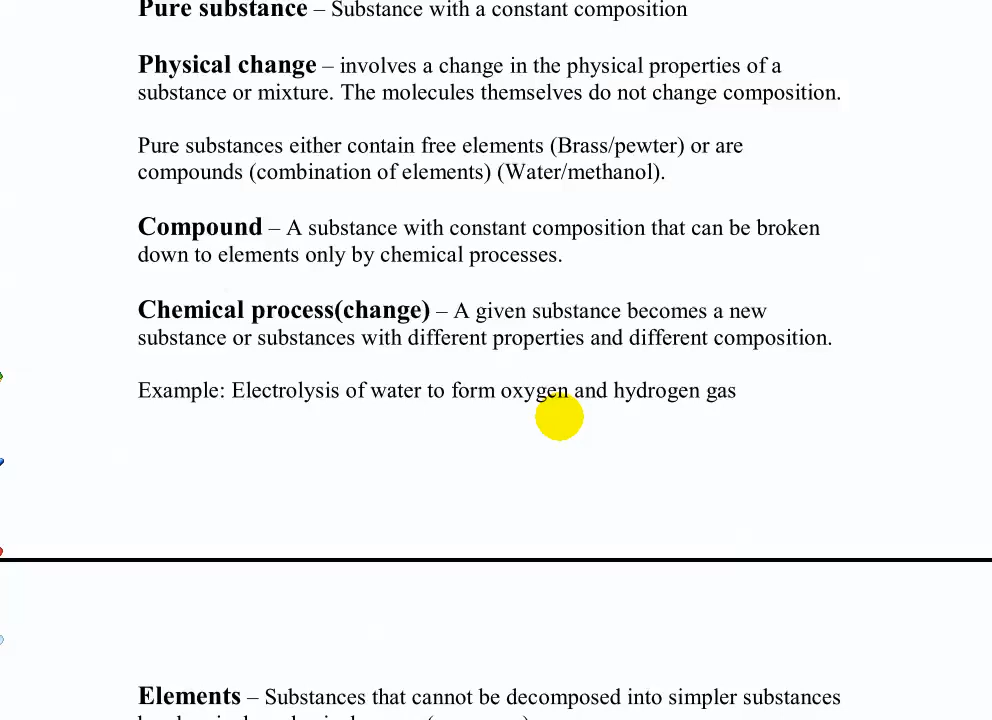 Pure substance – Substance with a constant composition
Physical change – involves a change in the physical properties of a
substance or mixture. The molecules themselves do not change composition.
Pure substances either contain free elements (Brass/pewter) or are
compounds (combination of elements) (Water/methanol).
Compound – A substance with constant composition that can be broken
down to elements only by chemical processes.
Chemical process(change) – A given substance becomes a new
substance or substances with different properties and different composition.
Example: Electrolysis of water to form oxygen and hydrogen gas
Elements – Substances that cannot be decomposed into simpler substances